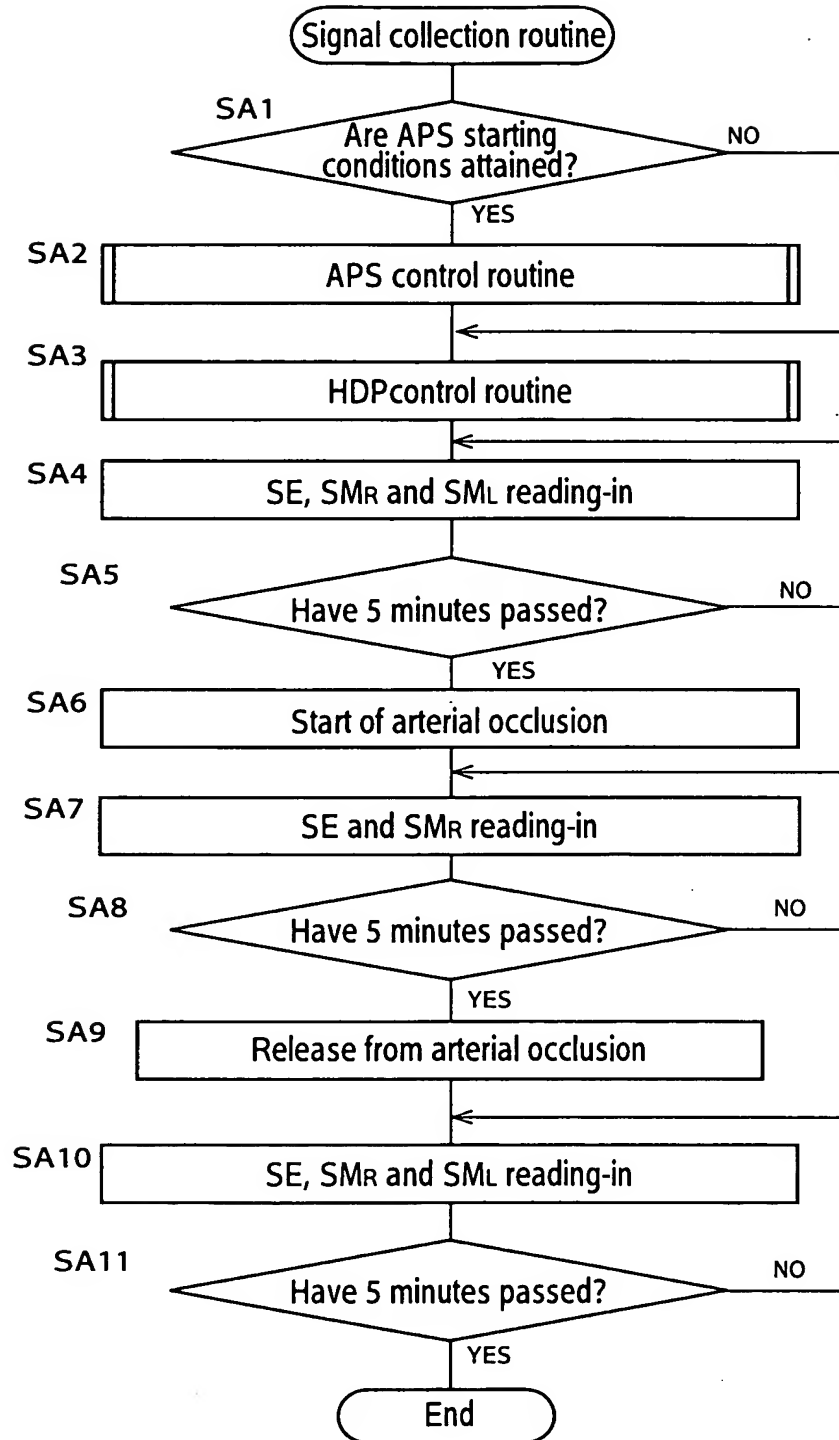 Signal collection routine
SA1
Are APS starting
conditions attained?
NO
YES
SA2
APS control routine
SA3
HDPcontrol routine
SA4
SE, SMR and SML reading-in
SA5
Have 5 minutes passed?
NO
YES
SA6
Start of arterial occlusion
SA7
SE and SMR reading-in
SA8
Have 5 minutes passed?
NO
YES
SA9
Release from arterial occlusion
SA10
SE, SMR and SML reading-in
SA11
Have 5 minutes passed?
NO
YES
End